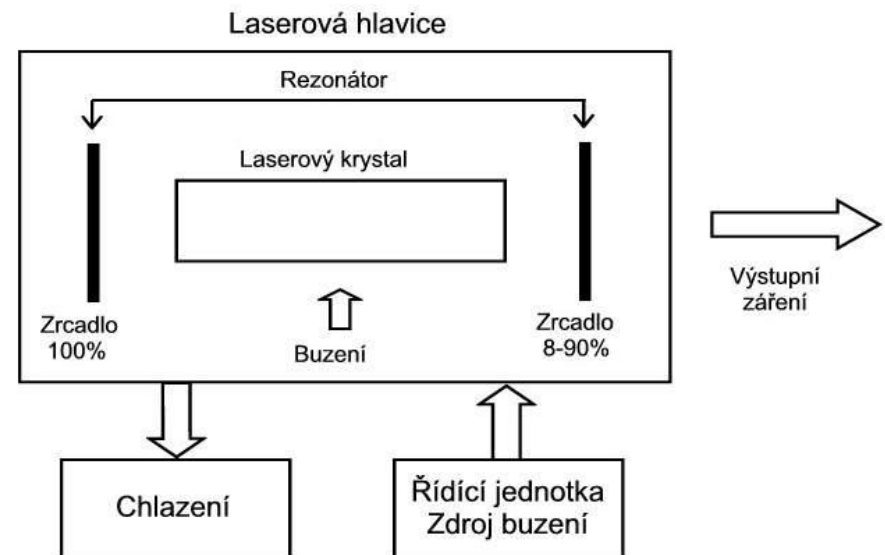 Laserová hlavice
Rezonátor
Laserový krystal
Zrcadlo
100%
Buzení
Zrcadlo
8-90%
Výstupní
záření
Chlazení
Řídící jednotka
Zdroj buzení